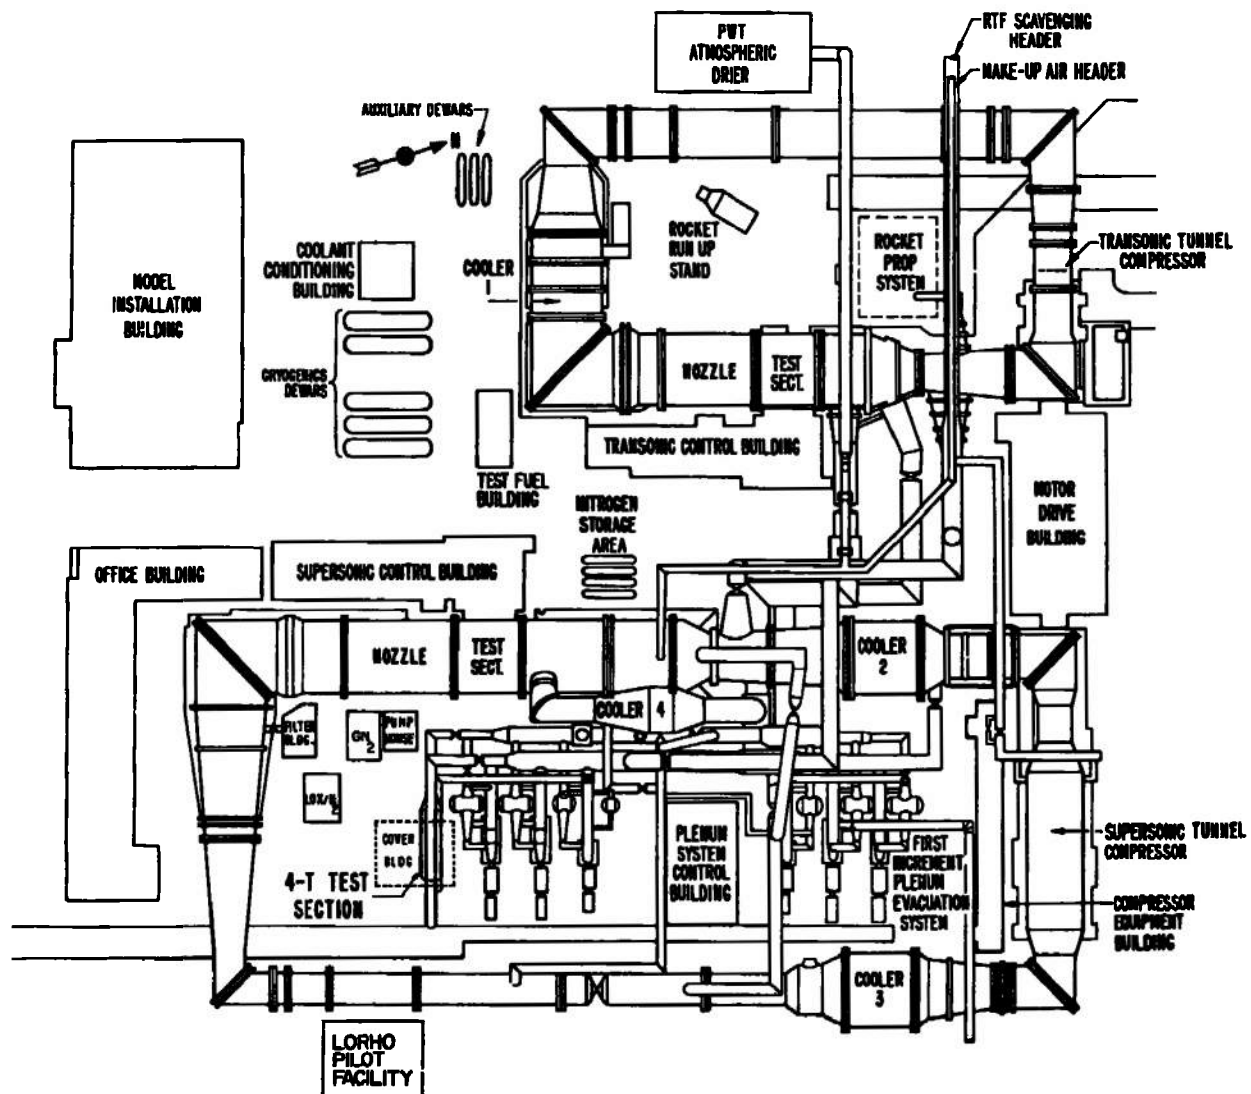 PWT
ATMOSPHERIC
DRIER
RTF SCAVENGING
HEADER
MAKE-UP AIR HEADER
AUXILIARY DEWARS
N
MODEL
INSTALLATION
BUILDING
COOLANT
CONDITIONING
BUILDING
COOLER
ROCKET
RUN UP
STAND
ROCKET
PROP
SYSTEM
TRANSONIC TUNNEL
COMPRESSOR
CRYOGENICS
DEWARS
NOZZLE
TEST
SECT.
TRANSONIC CONTROL BUILDING
TEST FUEL
BUILDING
NITROGEN
STORAGE
AREA
MOTOR
DRIVE
BUILDING
OFFICE BUILDING
SUPERSONIC CONTROL BUILDING
NOZZLE
TEST
SECT.
COOLER
2
COOLER 4
FILTER
BLDG.
GN2
PUMP
HOUSE
LOX/N2
COVER
BLDG
4-T TEST
SECTION
PLENUM
SYSTEM
CONTROL
BUILDING
FIRST
INCREMENT,
PLENUM
EVACUATION
SYSTEM
SUPERSONIC TUNNEL
COMPRESSOR
COMPRESSOR
EQUIPMENT
BUILDING
COOLER
3
LORHO
PILOT
FACILITY